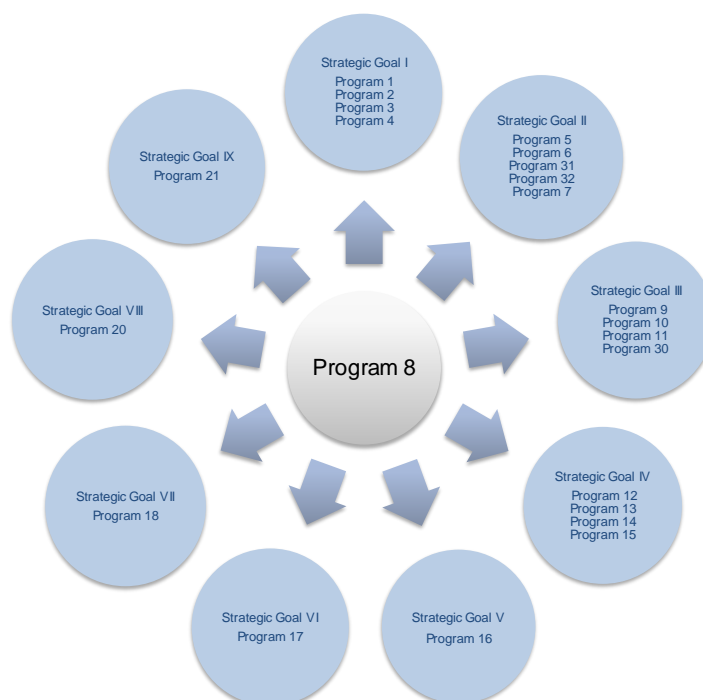 Strategic Goal I
Program 1
Program 2
Program 3
Program 4
Strategic Goal II
Program 5
Program 6
Program 31
Program 32
Program 7
Strategic Goal III
Program 9
Program 10
Program 11
Program 30
Strategic Goal IV
Program 12
Program 13
Program 14
Program 15
Strategic Goal V
Program 16
Strategic Goal VI
Program 17
Strategic Goal VII
Program 18
Strategic Goal VIII
Program 20
Strategic Goal IX
Program 21
Program 8